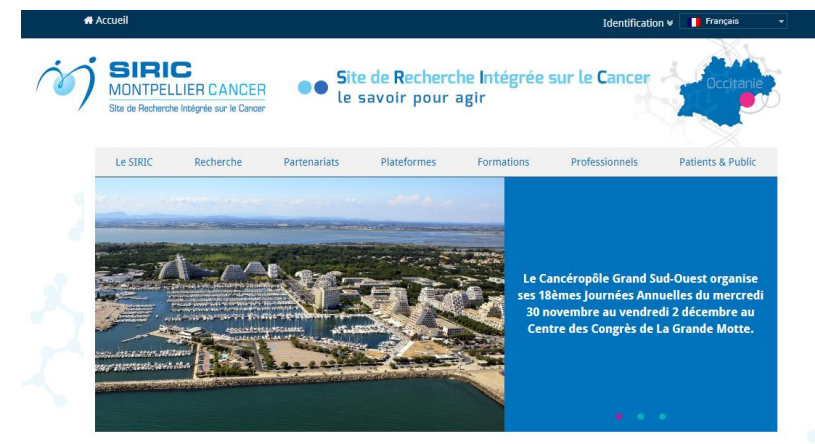 Accueil
Identification
Français
SIRIC
MONTPELLIER CANCER
Site de Recherche Intégrée sur le Cancer
Site de Recherche Intégrée sur le Cancer
le savoir pour agir
Occitanie
Le SIRIC
Recherche
Partenariats
Plateformes
Formations
Professionnels
Patients & Public
Le Cancéropôle Grand Sud-Ouest organise
ses 18èmes Journées Annuelles du mercredi
30 novembre au vendredi 2 décembre au
Centre des Congrès de La Grande Motte.